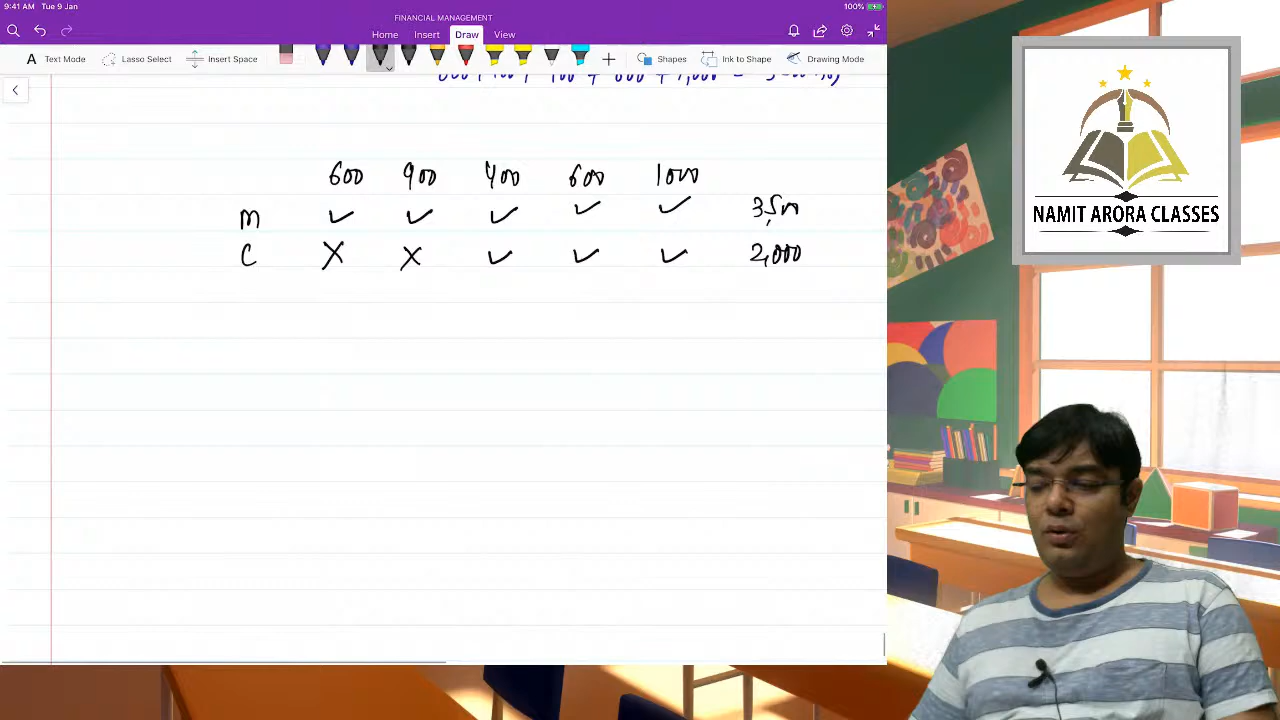 9:41 AM Tue 9 Jan
100%
FINANCIAL MANAGEMENT
Home Insert Draw View
A Text Mode Lasso Select Insert Space Shapes Ink to Shape Drawing Mode
600 900 400 600 1000
M ✓ ✓ ✓ ✓ ✓ 3,500
C X X ✓ ✓ ✓ 2,000
NAMIT ARORA CLASSES